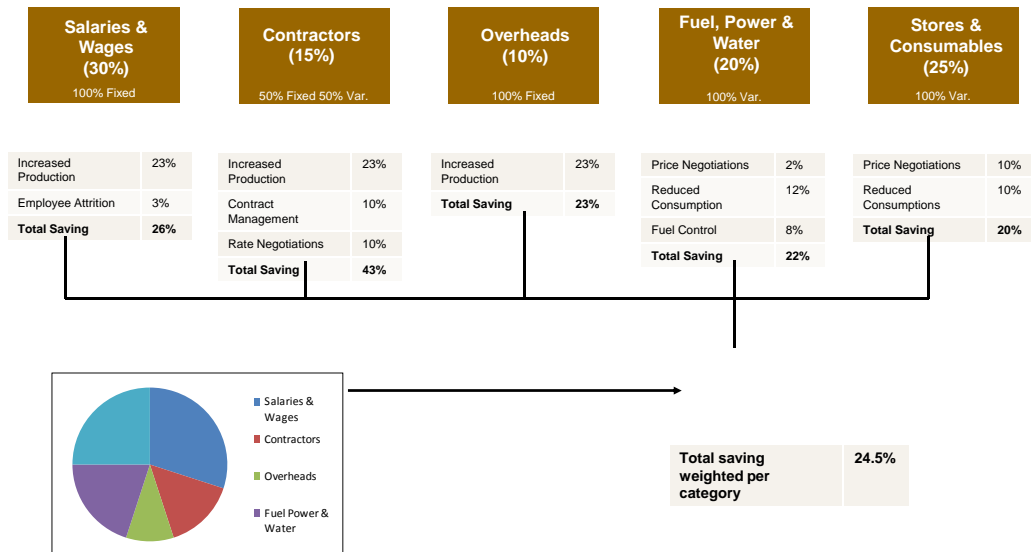 Salaries &
Wages
(30%)
100% Fixed
Contractors
(15%)
50% Fixed 50% Var.
Overheads
(10%)
100% Fixed
Fuel, Power &
Water
(20%)
100% Var.
Stores &
Consumables
(25%)
100% Var.
Increased 23%
Production
Employee Attrition 3%
Total Saving 26%
Increased 23%
Production
Contract 10%
Management
Rate Negotiations 10%
Total Saving 43%
Increased 23%
Production
Total Saving 23%
Price Negotiations 2%
Reduced 12%
Consumption
Fuel Control 8%
Total Saving 22%
Price Negotiations 10%
Reduced 10%
Consumptions
Total Saving 20%
Salaries &
Wages
Contractors
Overheads
Fuel Power &
Water
Total saving 24.5%
weighted per
category